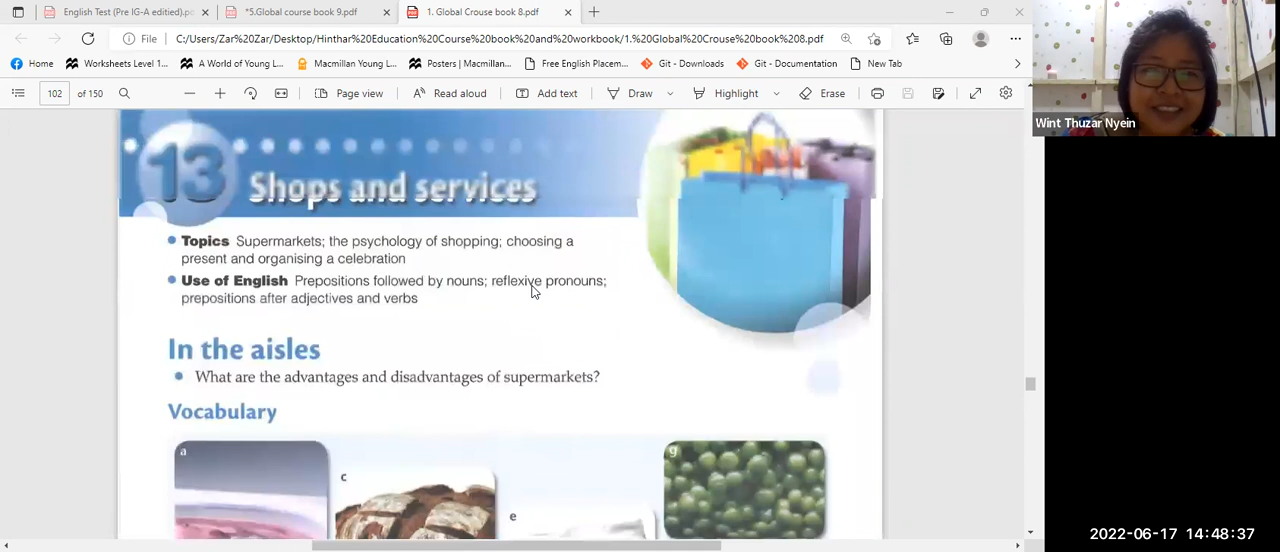 English Test (Pre IG-A editied).p
*5.Global course book 9.pdf
1. Global Crouse book 8.pdf
File
C:/Users/Zar%20Zar/Desktop/Hinthar%20Education%20Course%20book%20and%20workbook/1.%20Global%20Crouse%20book%208.pdf
Home
Worksheets Level 1...
A World of Young L...
Macmillan Young L...
Posters | Macmillan...
Free English Placem...
Git - Downloads
Git - Documentation
New Tab
102 of 150
Page view
Read aloud
Add text
Draw
Highlight
Erase
Wint Thuzar Nyein
13 Shops and services
Topics Supermarkets; the psychology of shopping; choosing a
present and organising a celebration
Use of English Prepositions followed by nouns; reflexive pronouns;
prepositions after adjectives and verbs
In the aisles
What are the advantages and disadvantages of supermarkets?
Vocabulary
a
c
e
g
2022-06-17 14:48:37